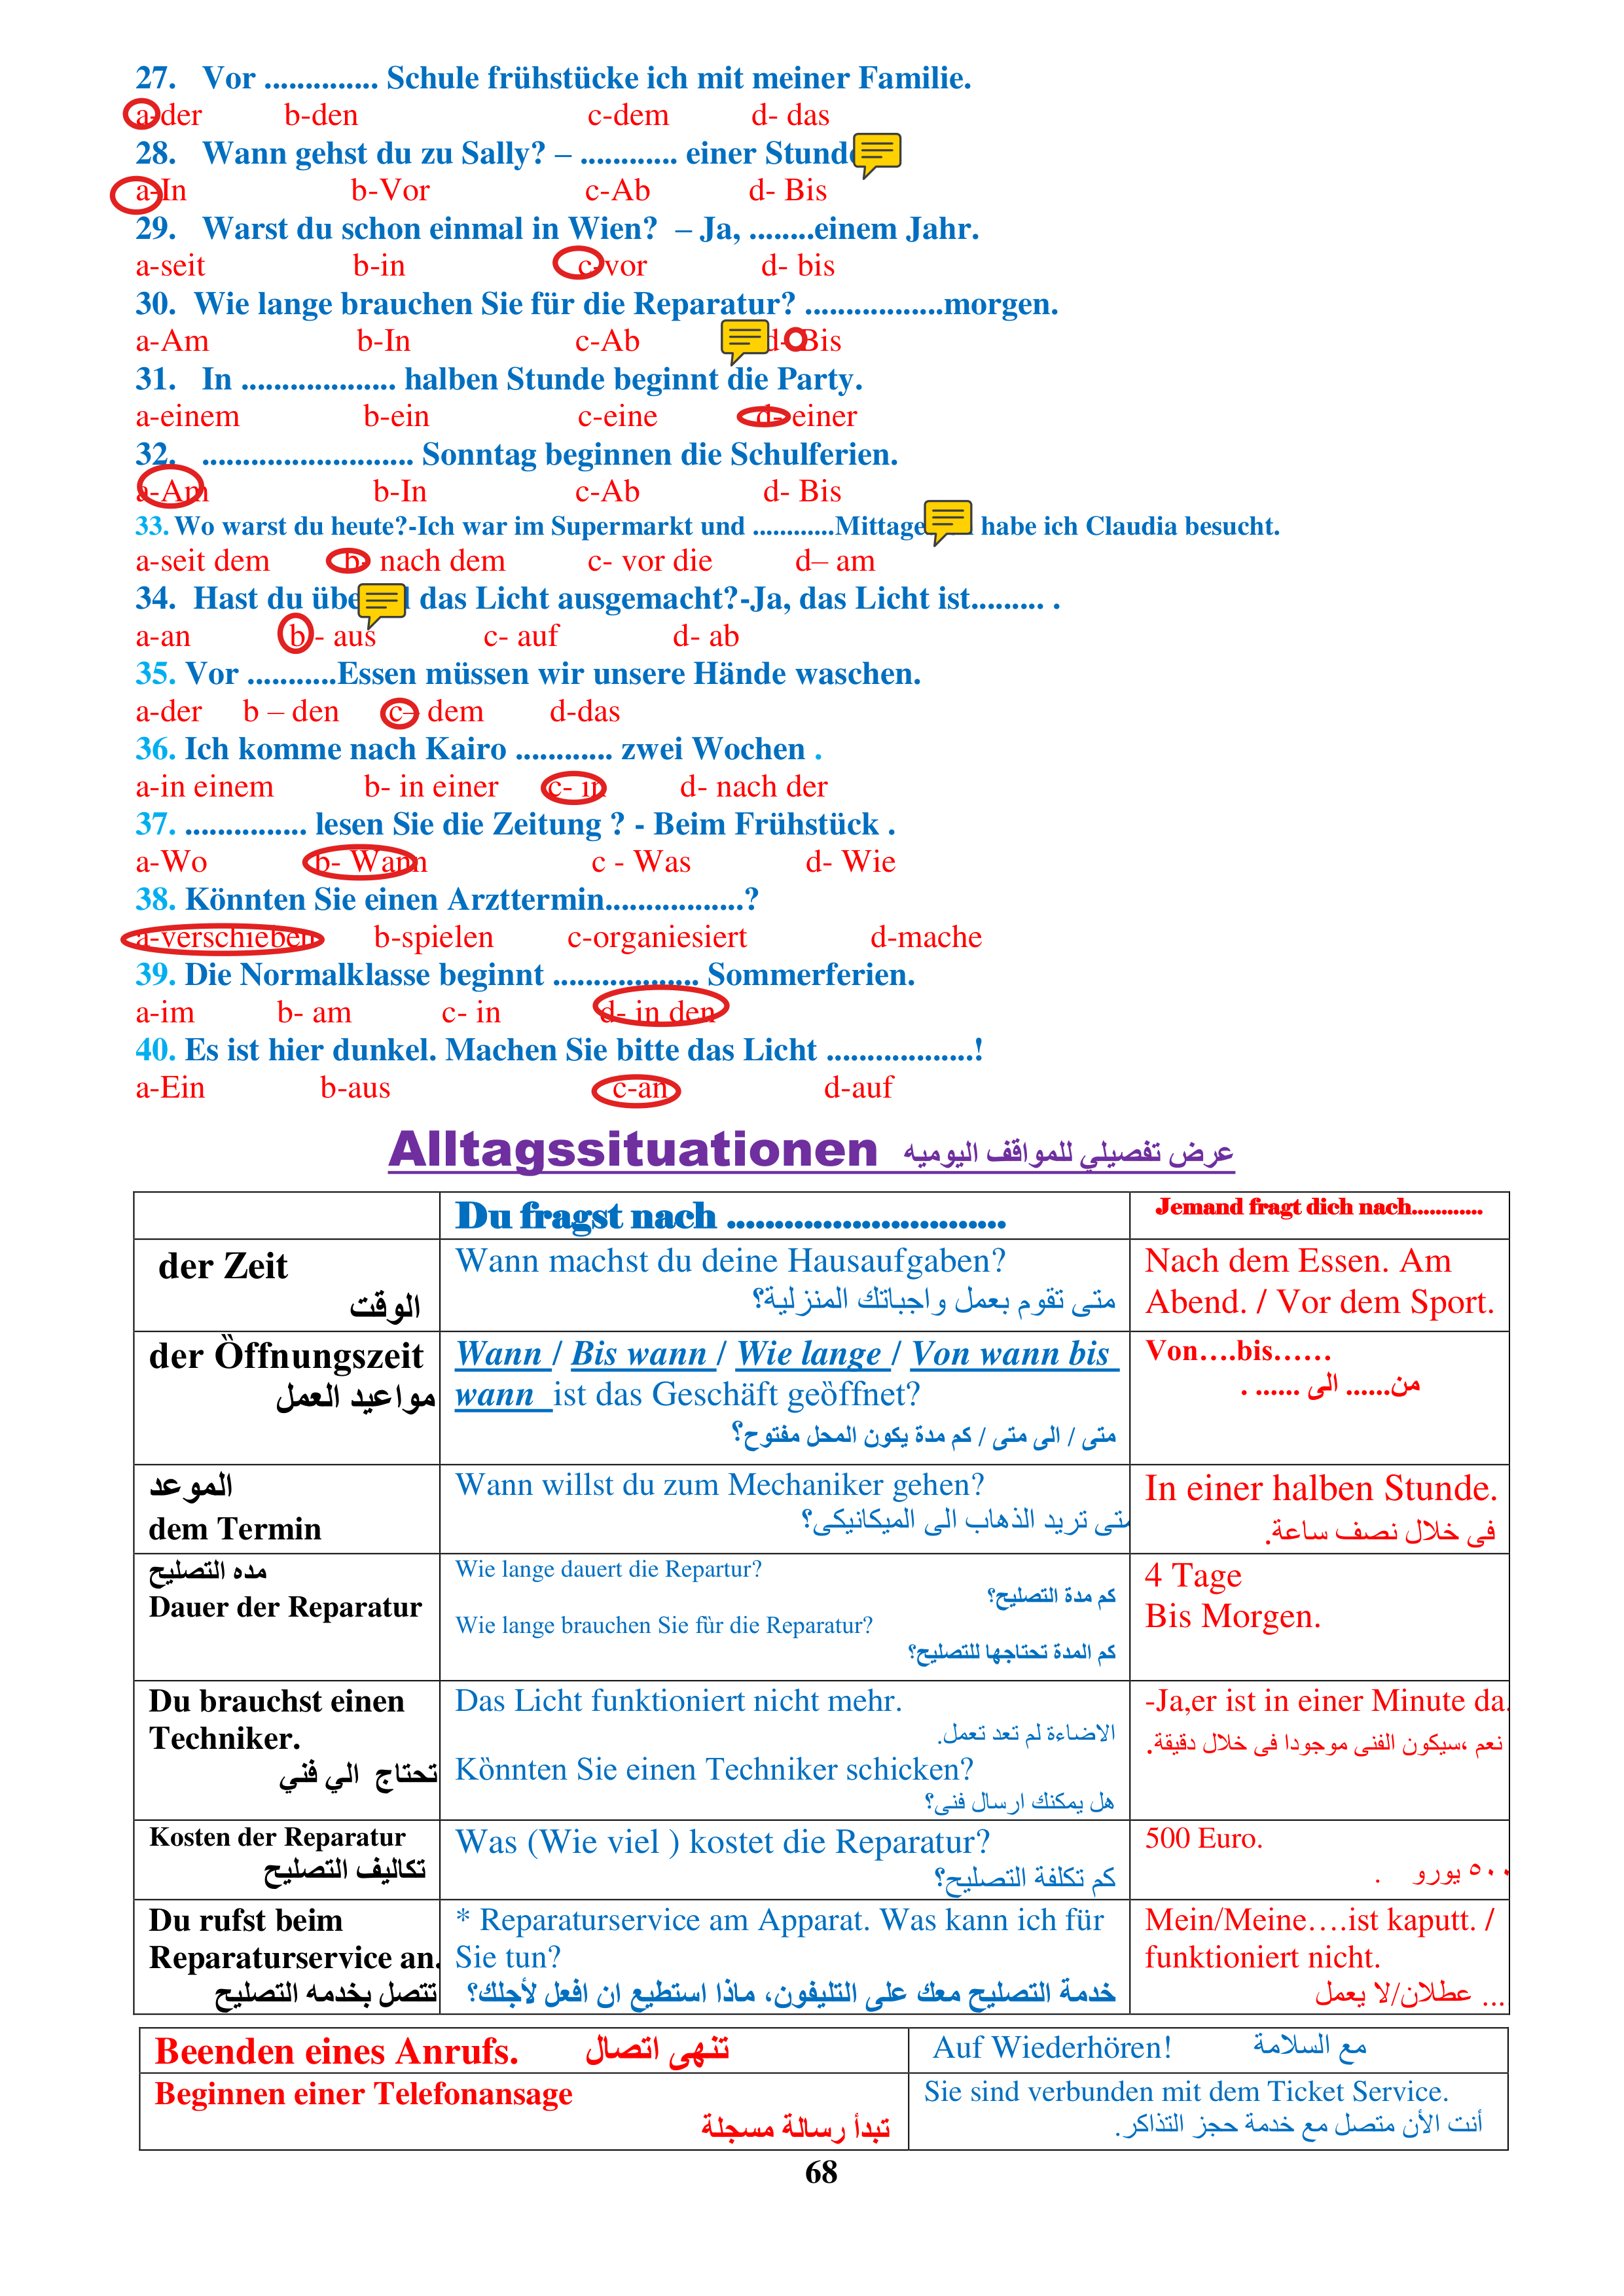 27. Vor .............. Schule frühstücke ich mit meiner Familie.
a-der b-den c-dem d- das
28. Wann gehst du zu Sally? – ............ einer Stunde
a-In b-Vor c-Ab d- Bis
29. Warst du schon einmal in Wien? – Ja, ........einem Jahr.
a-seit b-in c-vor d- bis
30. Wie lange brauchen Sie für die Reparatur? .................morgen.
a-Am b-In c-Ab d- Bis
31. In ................... halben Stunde beginnt die Party.
a-einem b-ein c-eine d- einer
32. .......................... Sonntag beginnen die Schulferien.
a-Am b-In c-Ab d- Bis
33. Wo warst du heute?-Ich war im Supermarkt und ............Mittage habe ich Claudia besucht.
a-seit dem b- nach dem c- vor die d– am
34. Hast du das Licht ausgemacht?-Ja, das Licht ist......... .
a-an b - aus c- auf d- ab
35. Vor ...........Essen müssen wir unsere Hände waschen.
a-der b – den c– dem d-das
36. Ich komme nach Kairo ............ zwei Wochen .
a-in einem b- in einer c- in d- nach der
37. ............... lesen Sie die Zeitung ? - Beim Frühstück .
a-Wo b- Wann c - Was d- Wie
38. Könnten Sie einen Arzttermin.................?
a-verschieben b-spielen c-organiesiert d-mache
39. Die Normalklasse beginnt .................. Sommerferien.
a-im b- am c- in d- in den
40. Es ist hier dunkel. Machen Sie bitte das Licht ..................!
a-Ein b-aus c-an d-auf
Alltagssituationen عرض تفصيلي للمواقف اليوميه
Du fragst nach .............................
Jemand fragt dich nach............
der Zeit
الوقت
Wann machst du deine Hausaufgaben?
متى تقوم بعمل واجباتك المنزلية؟
Nach dem Essen. Am
Abend. / Vor dem Sport.
der Öffnungszeit
مواعيد العمل
Wann / Bis wann / Wie lange / Von wann bis
wann ist das Geschäft geöffnet?
متى / الى متى / كم مدة يكون المحل مفتوح؟
Von….bis……
من...... الى ...... .
الموعد
dem Termin
Wann willst du zum Mechaniker gehen?
متى تريد الذهاب الى الميكانيكى؟
In einer halben Stunde.
فى خلال نصف ساعة.
مده التصليح
Dauer der Reparatur
Wie lange dauert die Repartur?
كم مدة التصليح؟
Wie lange brauchen Sie für die Reparatur?
كم المدة تحتاجها للتصليح؟
4 Tage
Bis Morgen.
Du brauchst einen
Techniker.
تحتاج الي فني
Das Licht funktioniert nicht mehr.
الاضاءة لم تعد تعمل.
Könnten Sie einen Techniker schicken?
هل يمكنك ارسال فنى؟
-Ja,er ist in einer Minute da.
نعم ،سيكون الفنى موجودا فى خلال دقيقة.
Kosten der Reparatur
تكاليف التصليح
Was (Wie viel ) kostet die Reparatur?
كم تكلفة التصليح؟
500 Euro.
٥٠٠ يورو .
Du rufst beim
Reparaturservice an.
تتصل بخدمه التصليح
* Reparaturservice am Apparat. Was kann ich für
Sie tun?
خدمة التصليح معك على التليفون، ماذا استطيع ان افعل لأجلك؟
Mein/Meine….ist kaputt. /
funktioniert nicht.
... عطلان/لا يعمل
Beenden eines Anrufs. تنهى اتصال
Auf Wiederhören! مع السلامة
Beginnen einer Telefonansage
تبدأ رسالة مسجلة
Sie sind verbunden mit dem Ticket Service.
أنت الأن متصل مع خدمة حجز التذاكر.
68